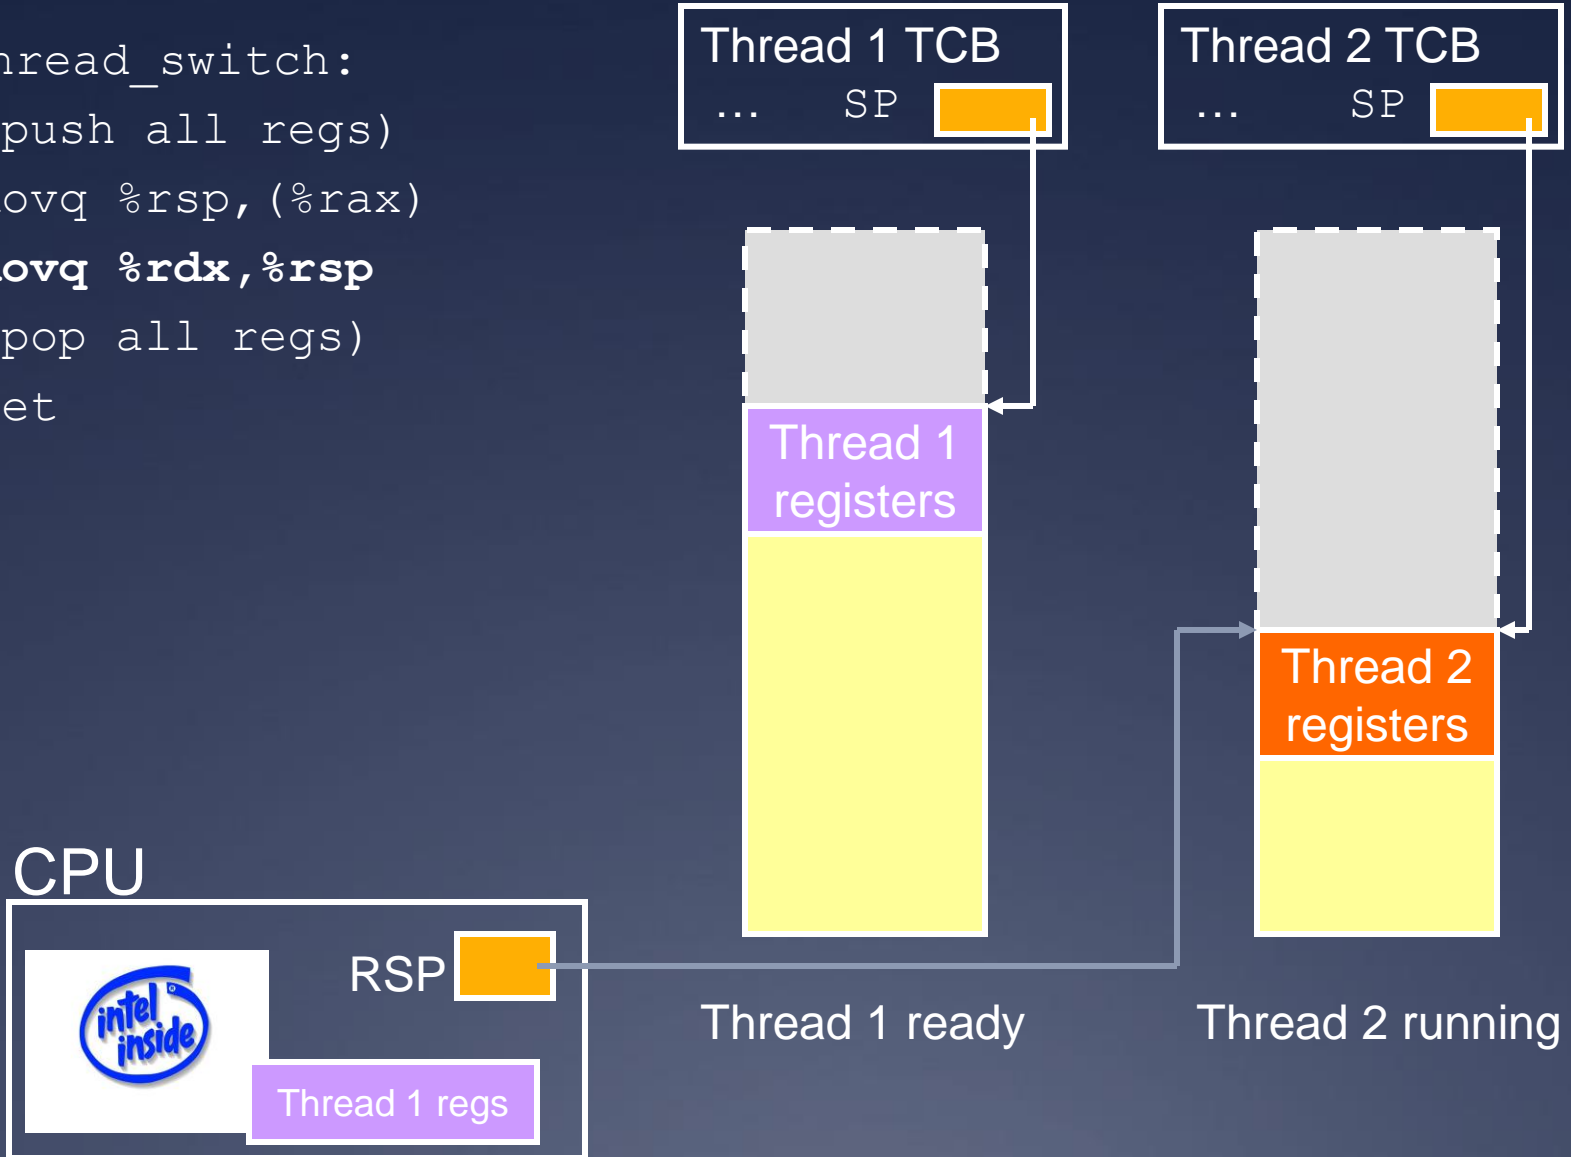 hread_switch:
push all regs)
ovq %rsp,(%rax)
ovq %rdx,%rsp
pop all regs)
et
Thread 1 TCB
... SP
Thread 2 TCB
... SP
Thread 1
registers
Thread 2
registers
CPU
RSP
intel
inside
Thread 1 regs
Thread 1 ready
Thread 2 running